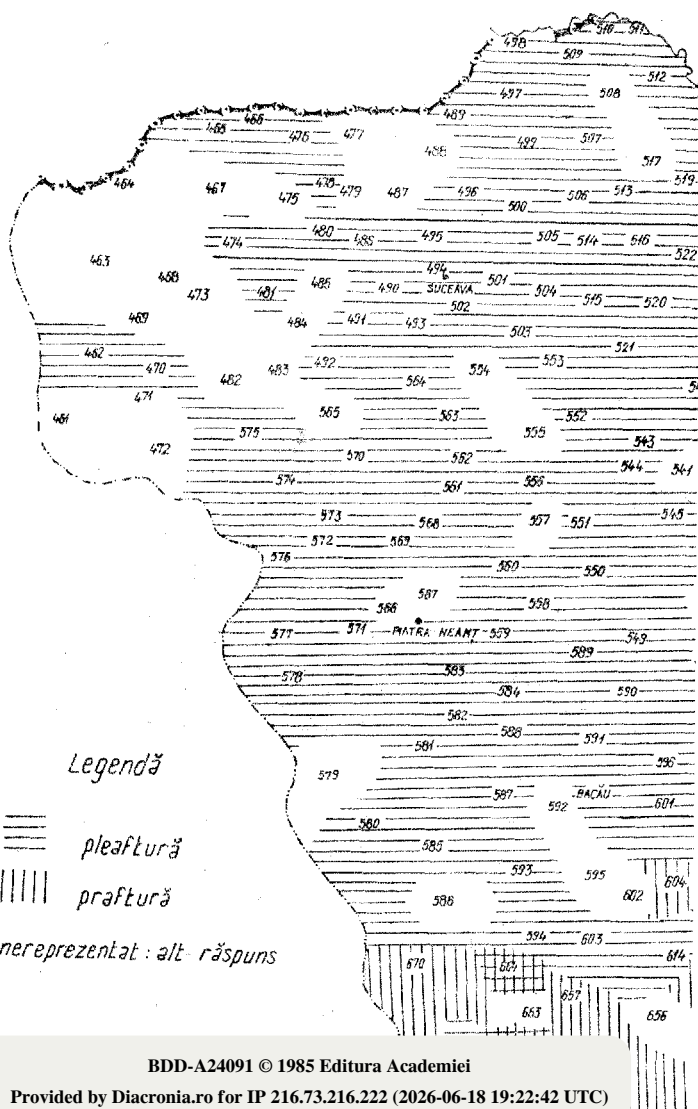 510 511
498 509
512
497 508
466 489
465 476 477 499 507
488 517
464 467 478 479 487 496 506 513 519
475 500
480 495 505 514 516
474 522
463 494 501
468 481 485 490 SUCEAVA 504
473 502 515 520
469 484 491 493 503
521
462 492 553
470 482 483 564 554
471
461 565 563 552
575 555 543
472 570 562 544 541
574 561 556
573 568 557 551 545
572 569
576 560 550
587
566 558
577 571 PIATRA NEAMȚ 559 549
589
578 583
584 590
582
588 591
581 596
Legendă 579
587 BACĂU
592 601
580
pleaftură 585
593 595 604
praftură 586 602
594 603
nereprezentat : alt răspuns 614
670
657
663 656
BDD-A24091 © 1985 Editura Academiei
Provided by Diacronia.ro for IP 216.73.216.222 (2026-06-18 19:22:42 UTC)